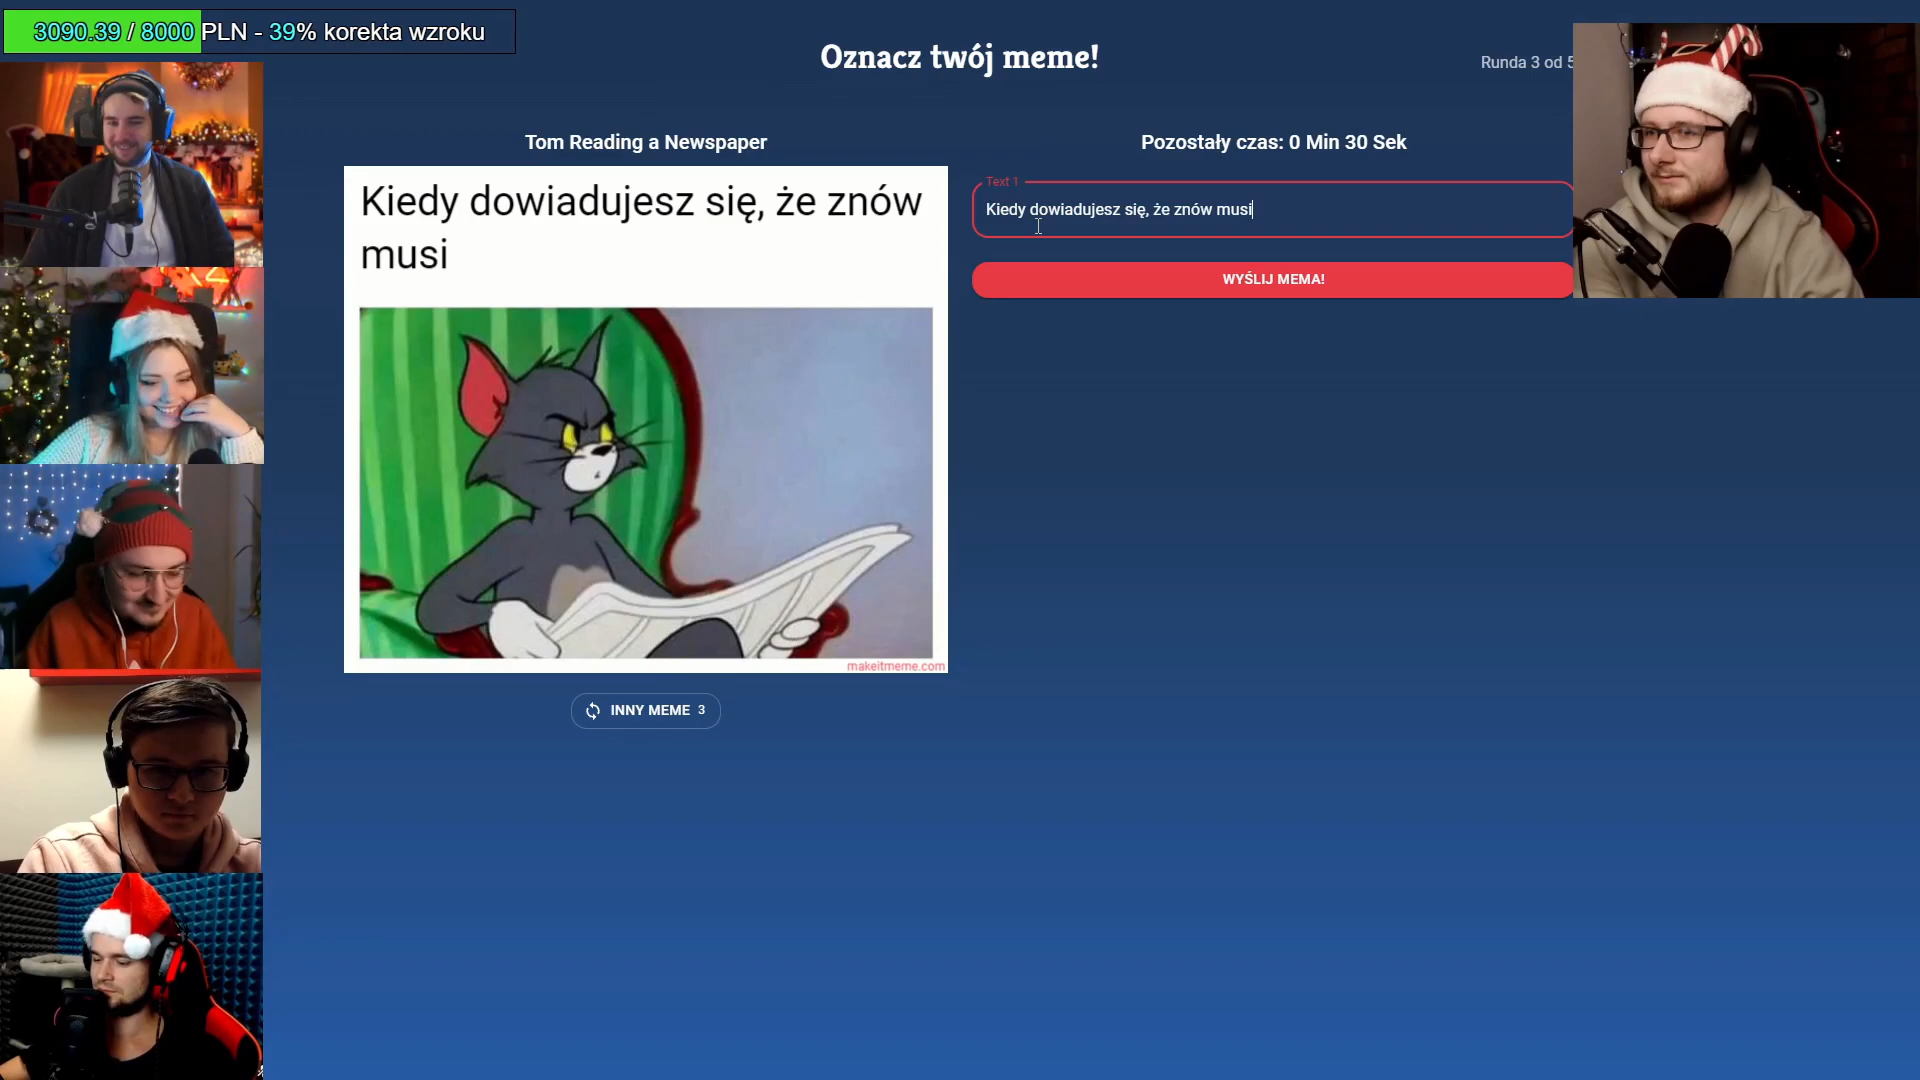 3090.39 / 8000 PLN - 39% korekta wzroku
Oznacz twój meme!
Runda 3 od 5
Tom Reading a Newspaper
Pozostały czas: 0 Min 30 Sek
Kiedy dowiadujesz się, że znów
musi
makeitmeme.com
INNY MEME 3
Text 1
Kiedy dowiadujesz się, że znów musi
WYŚLIJ MEMA!